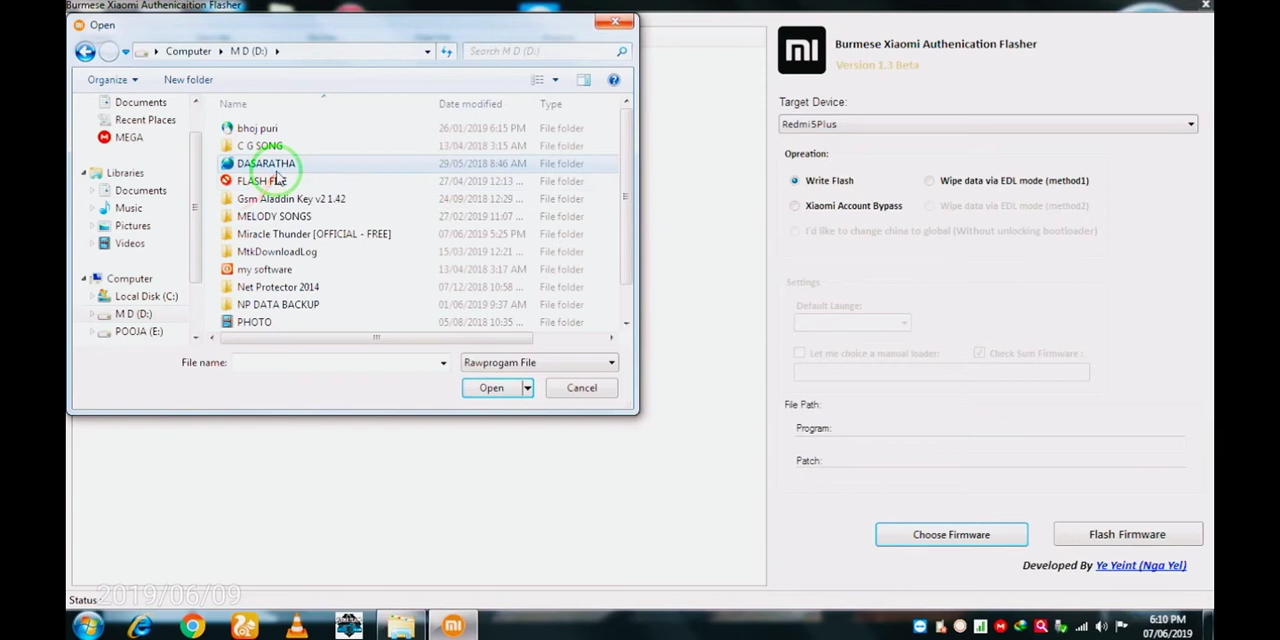 Burmese Xiaomi Authenication Flasher
Open
Computer
M D (D:)
Search M D (D:)
Organize
New folder
Documents
Recent Places
MEGA
Libraries
Documents
Music
Pictures
Videos
Computer
Local Disk (C:)
M D (D:)
POOJA (E:)
Name Date modified Type
bhoj puri 26/01/2019 6:15 PM File folder
C G SONG 13/04/2018 3:15 AM File folder
DASARATHA 29/05/2018 8:46 AM File folder
FLASH FILE 27/04/2019 12:13 ... File folder
Gsm Aladdin Key v2 1.42 24/09/2018 12:29 ... File folder
MELODY SONGS 27/02/2019 11:07 ... File folder
Miracle Thunder [OFFICIAL - FREE] 07/06/2019 5:25 PM File folder
MtkDownloadLog 15/03/2019 12:21 ... File folder
my software 13/04/2018 3:17 AM File folder
Net Protector 2014 07/12/2018 10:58 ... File folder
NP DATA BACKUP 01/06/2019 9:37 AM File folder
PHOTO 05/08/2018 10:35 ... File folder
File name:
Rawprogam File
Open
Cancel
mi
Burmese Xiaomi Authenication Flasher
Version 1.3 Beta
Target Device:
Redmi5Plus
Opreation:
Write Flash
Wipe data via EDL mode (method1)
Xiaomi Account Bypass
Wipe data via EDL mode (method2)
I'd like to change china to global (Without unlocking bootloader)
Settings
Default Launge:
Let me choice a manual loader:
Check Sum Firmware :
File Path:
Program:
Patch:
Choose Firmware
Flash Firmware
Developed By Ye Yeint (Nga Yel)
Status
2019/06/09
6:10 PM
07/06/2019